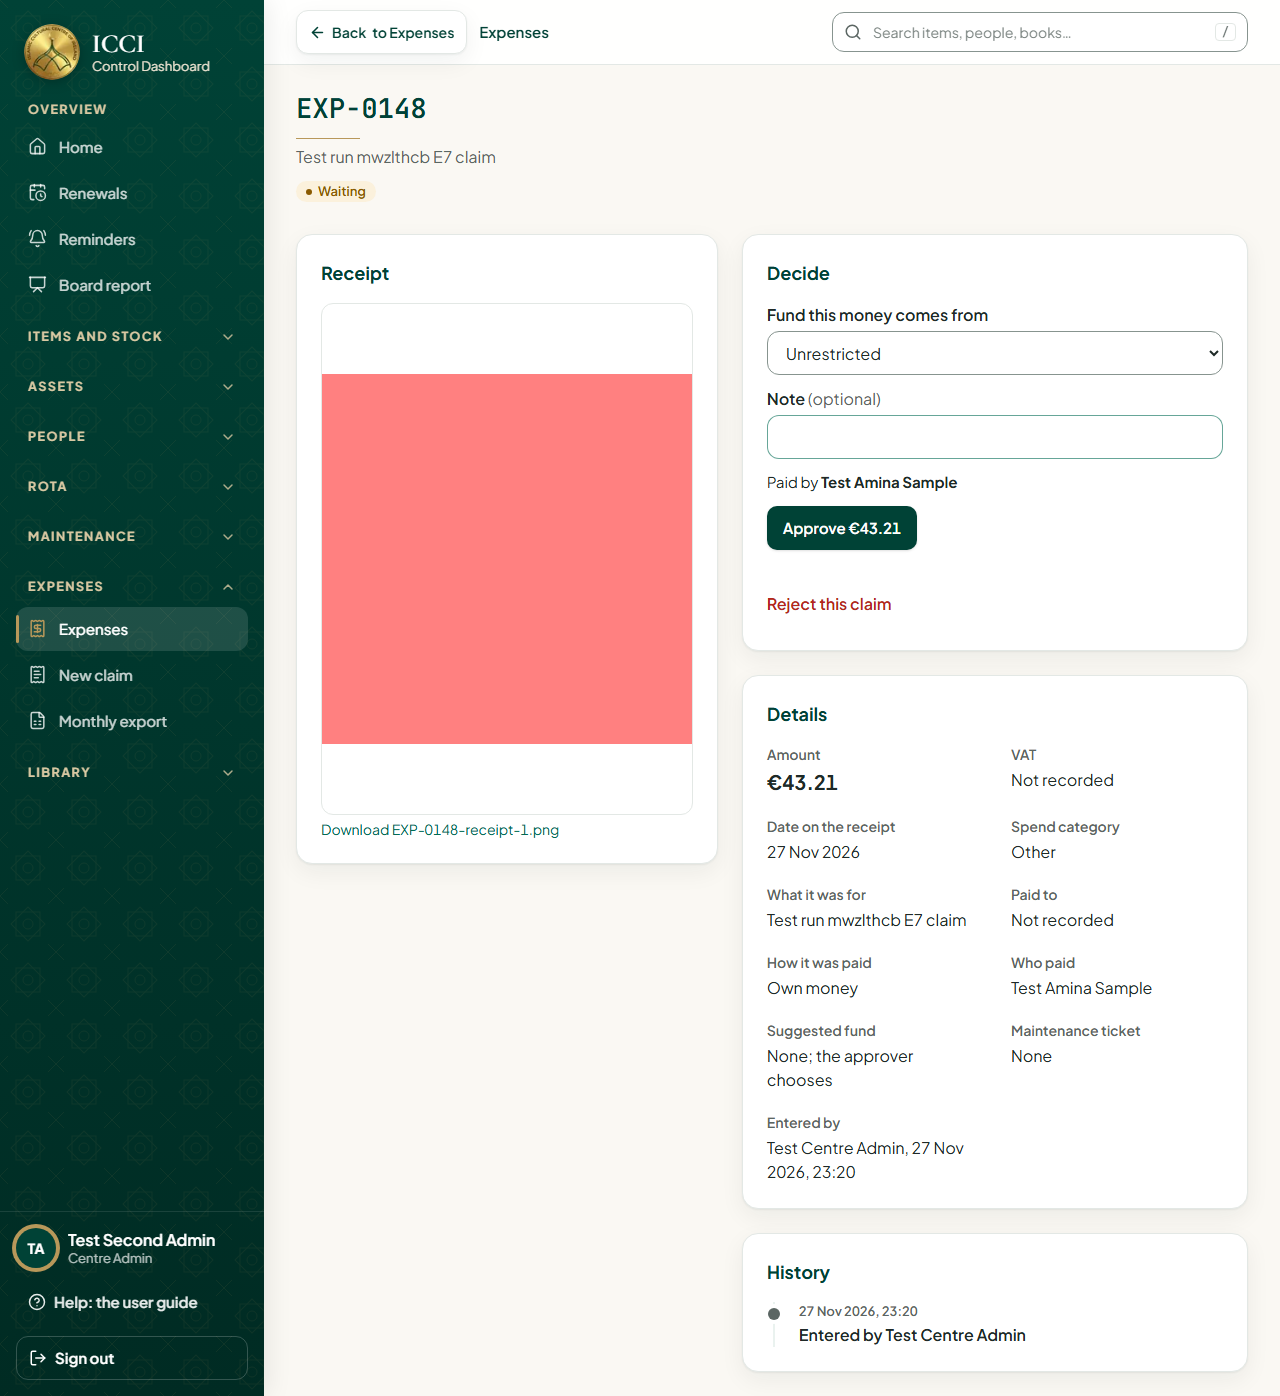 ICCI
Control Dashboard
OVERVIEW
Home
Renewals
Reminders
Board report
ITEMS AND STOCK
ASSETS
PEOPLE
ROTA
MAINTENANCE
EXPENSES
Expenses
New claim
Monthly export
LIBRARY
TA
Test Second Admin
Centre Admin
Help: the user guide
Sign out
Back to Expenses
Expenses
Search items, people, books…
/
EXP-0148
Test run mwzlthcb E7 claim
Waiting
Receipt
Download EXP-0148-receipt-1.png
Decide
Fund this money comes from
Unrestricted
Note (optional)
Paid by Test Amina Sample
Approve €43.21
Reject this claim
Details
Amount
€43.21
VAT
Not recorded
Date on the receipt
27 Nov 2026
Spend category
Other
What it was for
Test run mwzlthcb E7 claim
Paid to
Not recorded
How it was paid
Own money
Who paid
Test Amina Sample
Suggested fund
None; the approver
chooses
Maintenance ticket
None
Entered by
Test Centre Admin, 27 Nov
2026, 23:20
History
27 Nov 2026, 23:20
Entered by Test Centre Admin